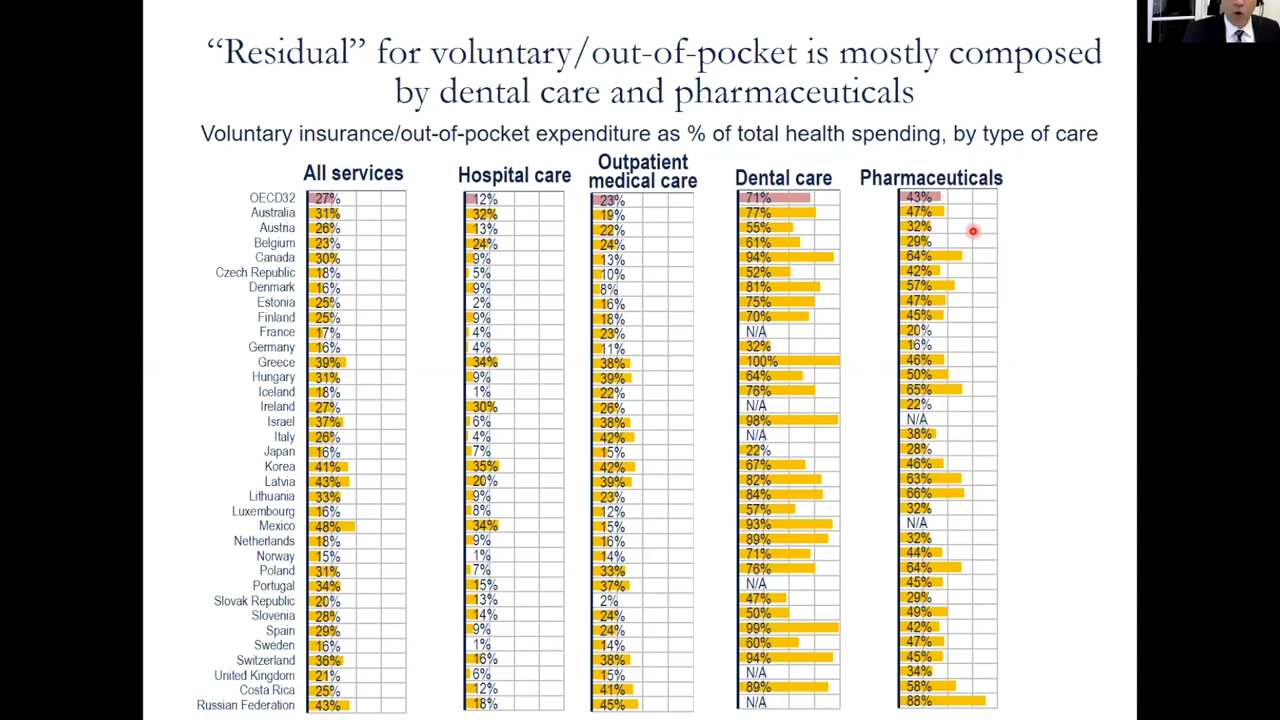 “Residual” for voluntary/out-of-pocket is mostly composed
by dental care and pharmaceuticals
Voluntary insurance/out-of-pocket expenditure as % of total health spending, by type of care
All services Hospital care Outpatient medical care Dental care Pharmaceuticals
OECD32 27% 12% 23% 71% 43%
Australia 31% 32% 19% 77% 47%
Austria 26% 13% 22% 55% 32%
Belgium 23% 24% 24% 61% 29%
Canada 30% 9% 13% 94% 64%
Czech Republic 18% 5% 10% 52% 42%
Denmark 16% 9% 8% 81% 57%
Estonia 25% 2% 16% 75% 47%
Finland 25% 9% 18% 70% 45%
France 17% 4% 23% N/A 20%
Germany 16% 4% 11% 32% 16%
Greece 39% 34% 38% 100% 46%
Hungary 31% 9% 39% 64% 50%
Iceland 18% 1% 22% 76% 65%
Ireland 27% 30% 26% N/A 22%
Israel 37% 6% 38% 98% N/A
Italy 26% 4% 42% N/A 38%
Japan 16% 7% 15% 22% 28%
Korea 41% 35% 42% 67% 46%
Latvia 43% 20% 39% 82% 63%
Lithuania 33% 9% 23% 84% 66%
Luxembourg 16% 8% 12% 57% 32%
Mexico 48% 34% 15% 93% N/A
Netherlands 18% 9% 16% 89% 32%
Norway 15% 1% 14% 71% 44%
Poland 31% 7% 33% 76% 64%
Portugal 34% 15% 37% N/A 45%
Slovak Republic 20% 13% 2% 47% 29%
Slovenia 28% 14% 24% 50% 49%
Spain 29% 9% 24% 99% 42%
Sweden 16% 1% 14% 60% 47%
Switzerland 36% 16% 38% 94% 45%
United Kingdom 21% 6% 15% N/A 34%
Costa Rica 25% 12% 41% 89% 58%
Russian Federation 43% 18% 45% N/A 88%